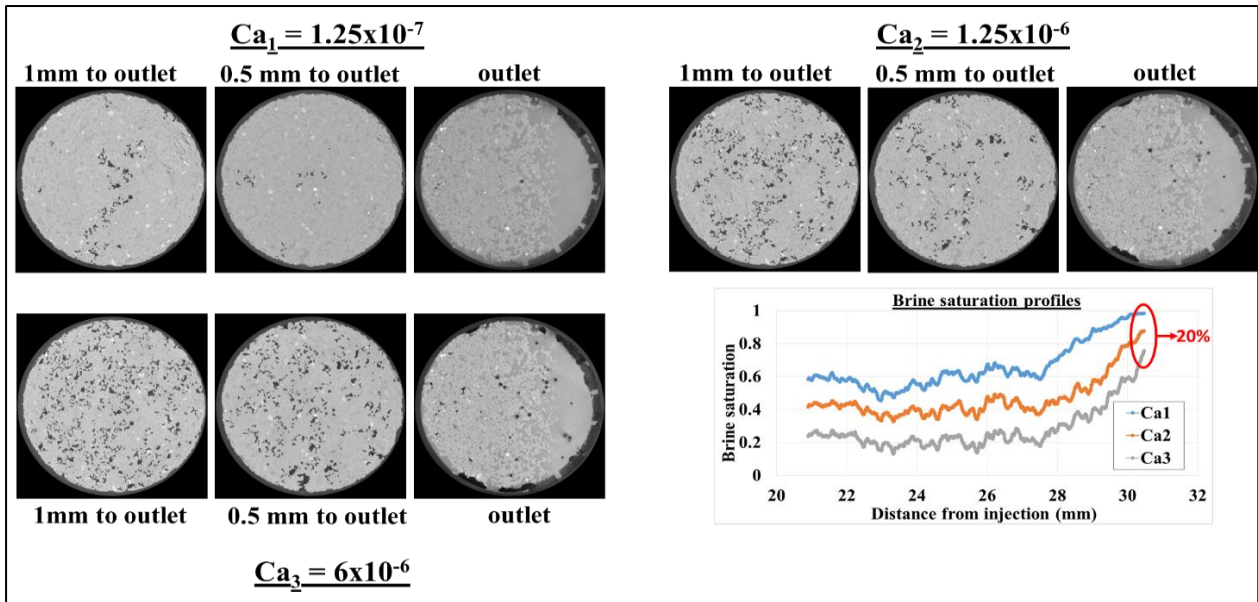 Ca1 = 1.25x10-7
1mm to outlet 0.5 mm to outlet outlet
Ca2 = 1.25x10-6
1mm to outlet 0.5 mm to outlet outlet
1mm to outlet 0.5 mm to outlet outlet
Ca3 = 6x10-6
Brine saturation profiles
Brine saturation
1
0.8
0.6
0.4
0.2
0
20%
Ca1
Ca2
Ca3
20 22 24 26 28 30 32
Distance from injection (mm)